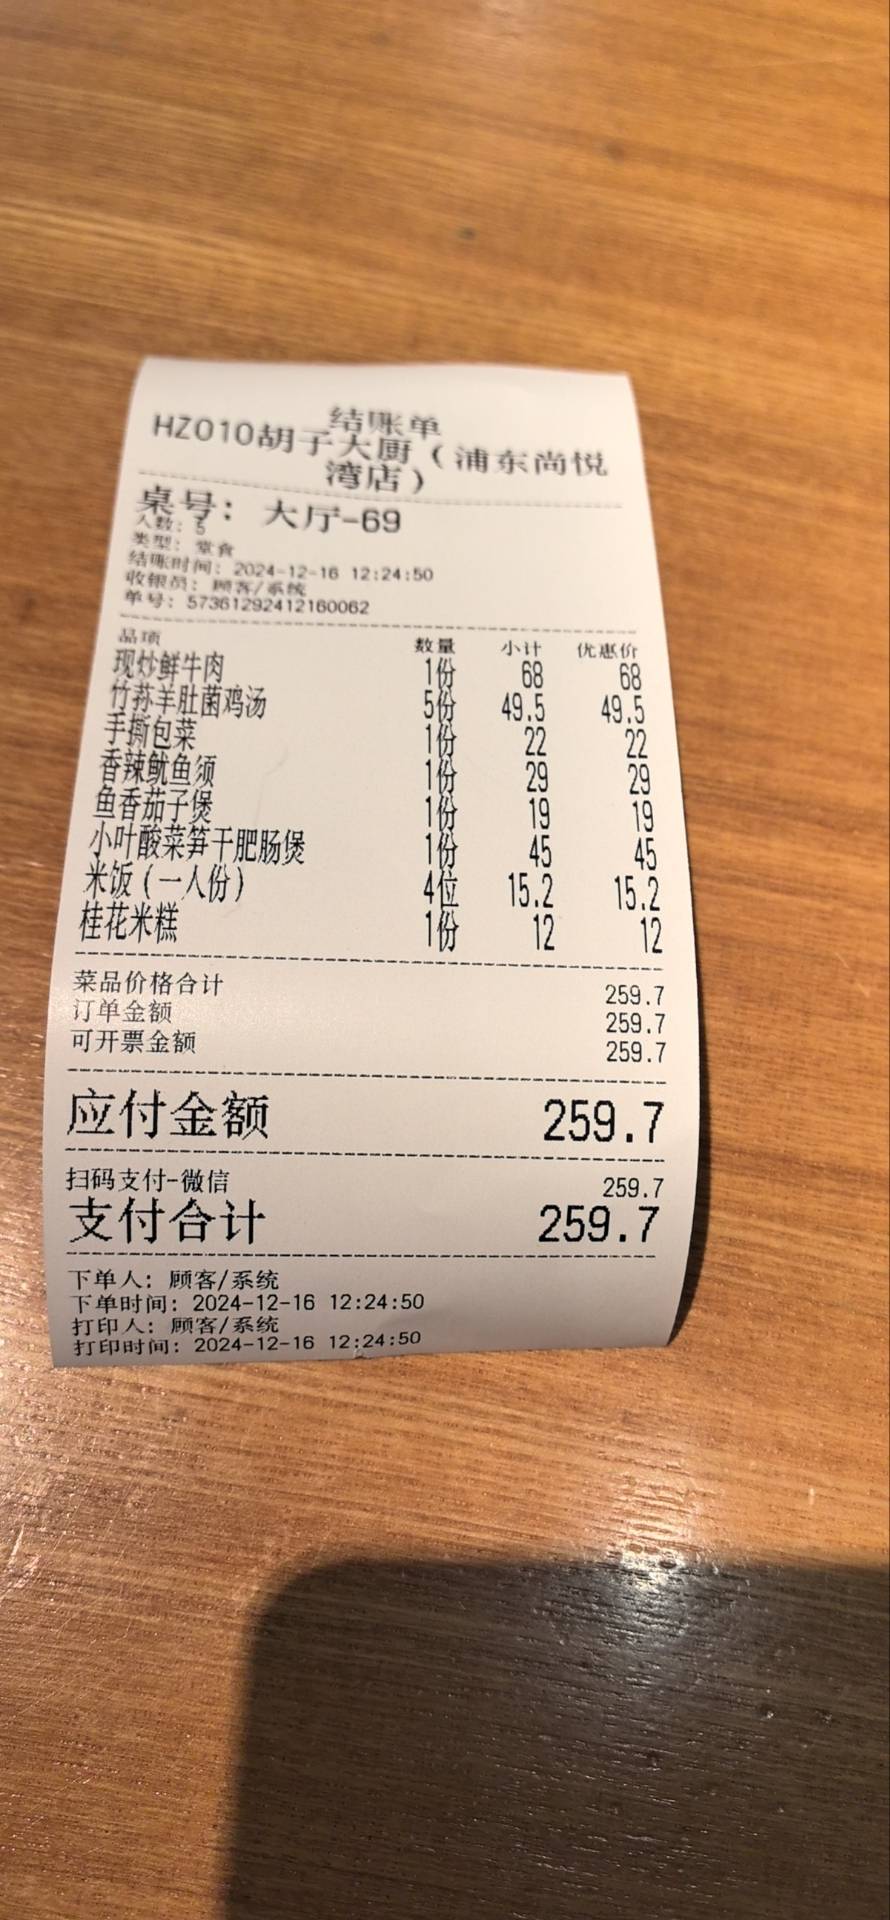 结账单
HZ010胡子大厨（浦东尚悦
湾店）
桌号：大厅-69
人数：5
类型：堂食
结账时间：2024-12-16 12:24:50
收银员：顾客/系统
单号：57361292412160062
品项 数量 小计 优惠价
现炒鲜牛肉 1份 68 68
竹荪羊肚菌鸡汤 5份 49.5 49.5
手撕包菜 1份 22 22
香辣鱿鱼须 1份 29 29
鱼香茄子煲 1份 19 19
小叶酸菜笋干肥肠煲 1份 45 45
米饭（一人份） 4位 15.2 15.2
桂花米糕 1份 12 12
菜品价格合计 259.7
订单金额 259.7
可开票金额 259.7
应付金额 259.7
扫码支付-微信 259.7
支付合计 259.7
下单人：顾客/系统
下单时间：2024-12-16 12:24:50
打印人：顾客/系统
打印时间：2024-12-16 12:24:50